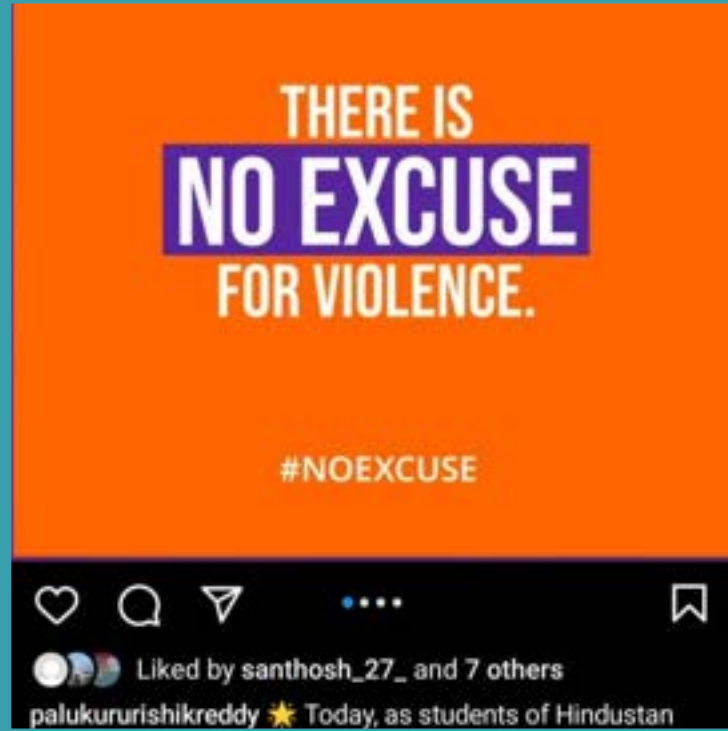 THERE IS
NO EXCUSE
FOR VIOLENCE.
#NOEXCUSE
Liked by santhosh_27_ and 7 others
palukururishikreddy 🌟 Today, as students of Hindustan